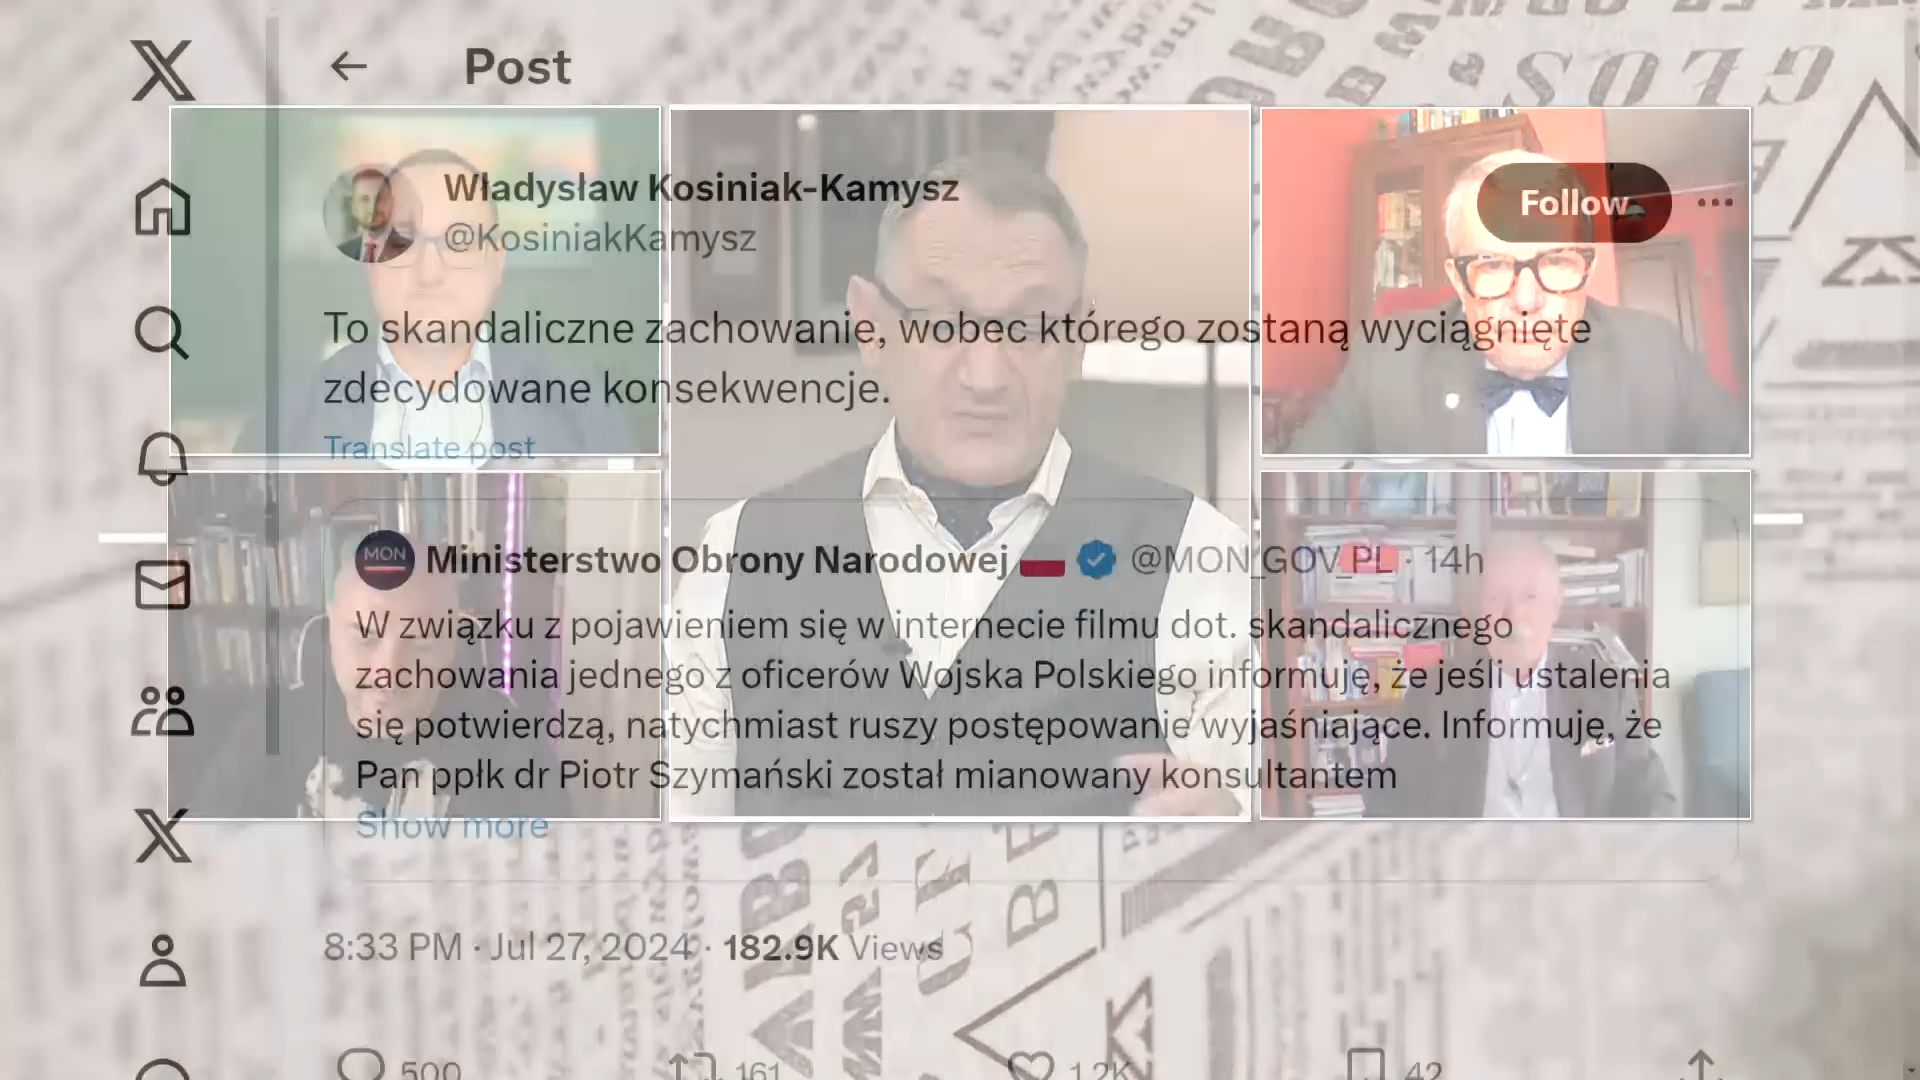 Post
Władysław Kosiniak-Kamysz
@KosiniakKamysz
Follow
To skandaliczne zachowanie, wobec którego zostaną wyciągnięte
zdecydowane konsekwencje.
Translate post
MON
Ministerstwo Obrony Narodowej @MON_GOV_PL · 14h
W związku z pojawieniem się w internecie filmu dot. skandalicznego
zachowania jednego z oficerów Wojska Polskiego informuję, że jeśli ustalenia
się potwierdzą, natychmiast ruszy postępowanie wyjaśniające. Informuję, że
Pan ppłk dr Piotr Szymański został mianowany konsultantem
Show more
8:33 PM · Jul 27, 2024 · 182.9K Views
500 161 1.2K 42
GŁOS